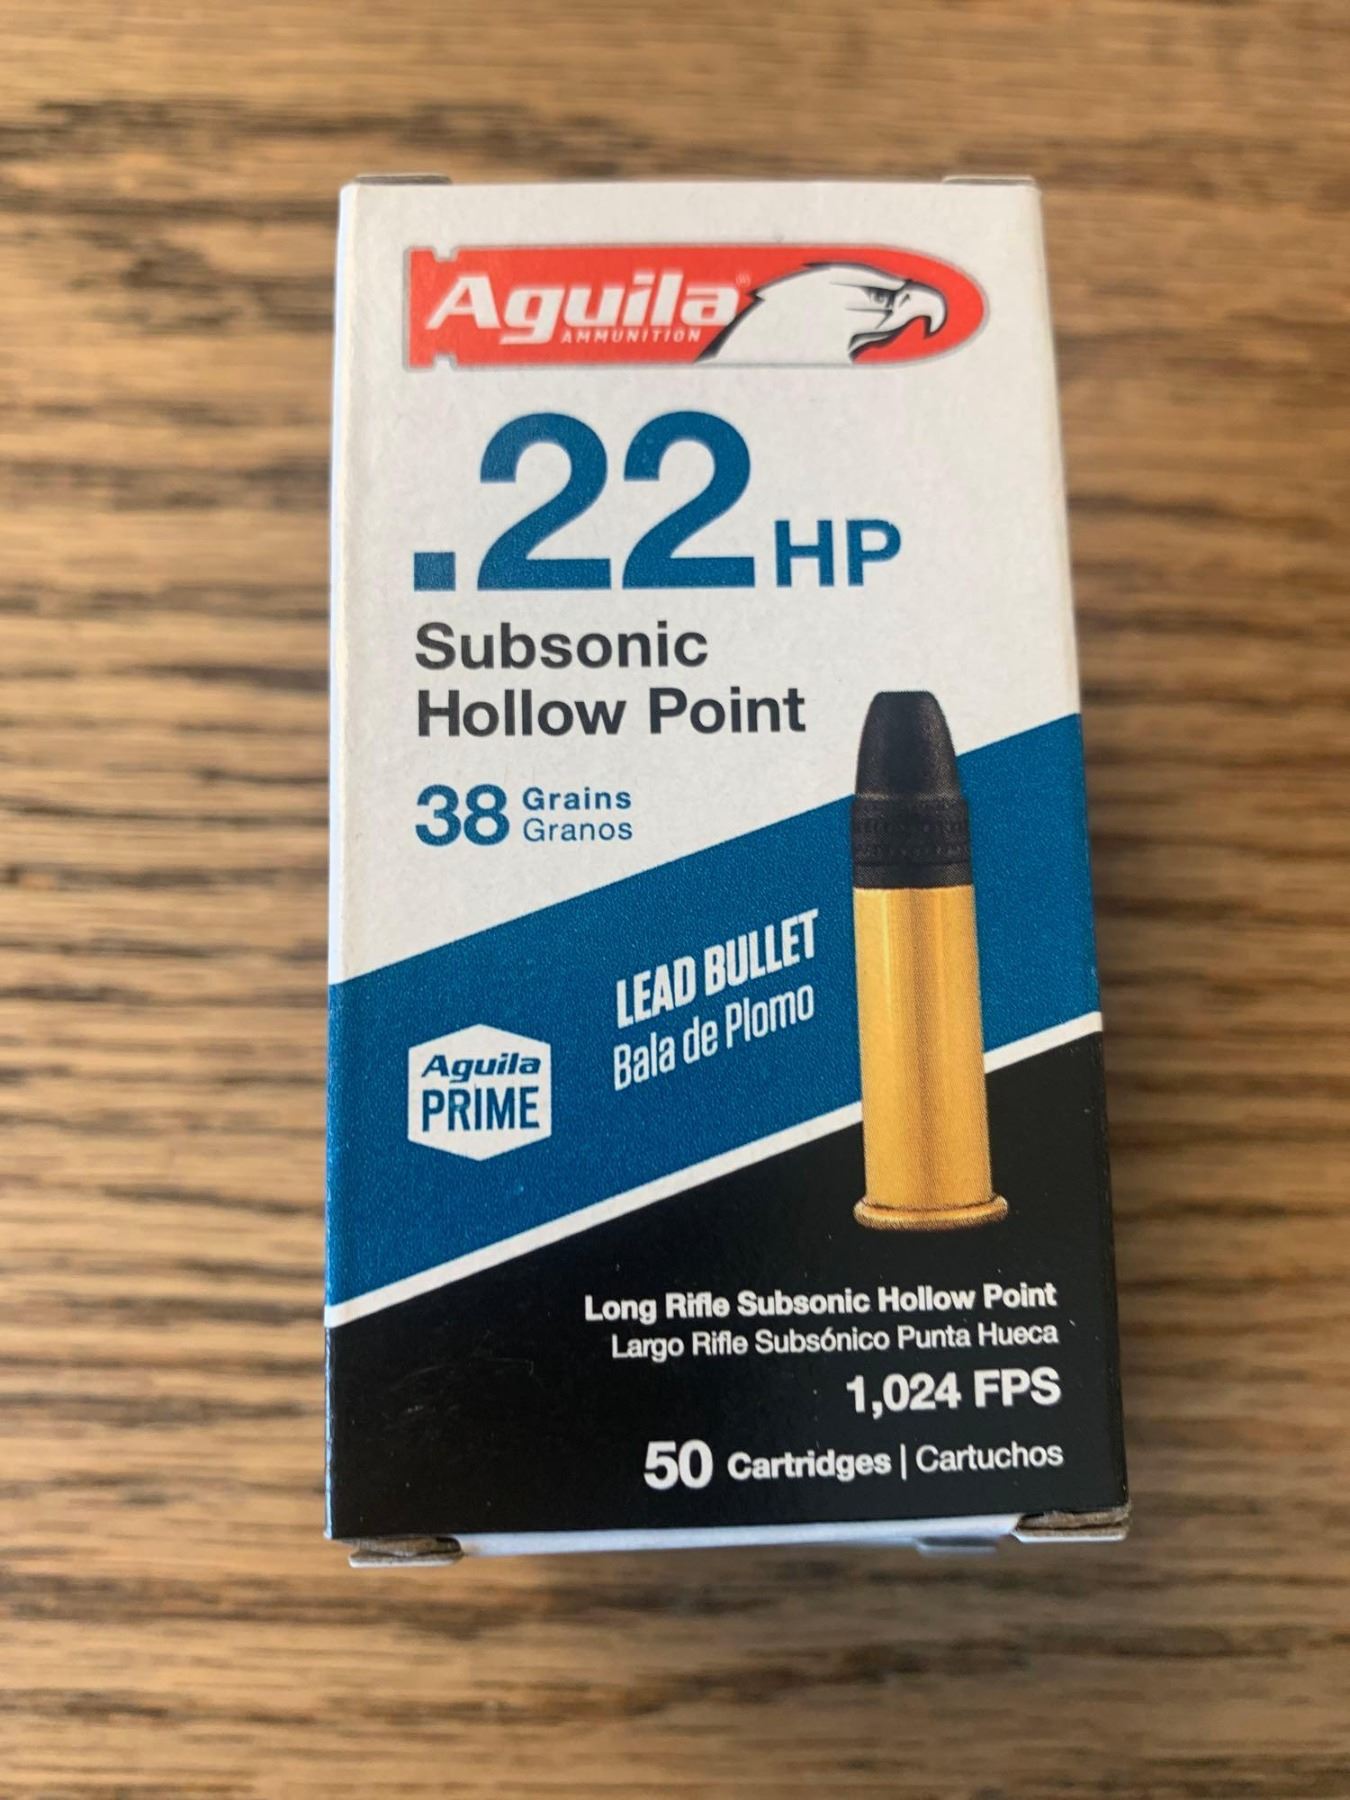 Aguila®
AMMUNITION
.22 HP
Subsonic
Hollow Point
38 Grains
Granos
LEAD BULLET
Bala de Plomo
Aguila
PRIME
Long Rifle Subsonic Hollow Point
Largo Rifle Subsónico Punta Hueca
1,024 FPS
50 Cartridges | Cartuchos